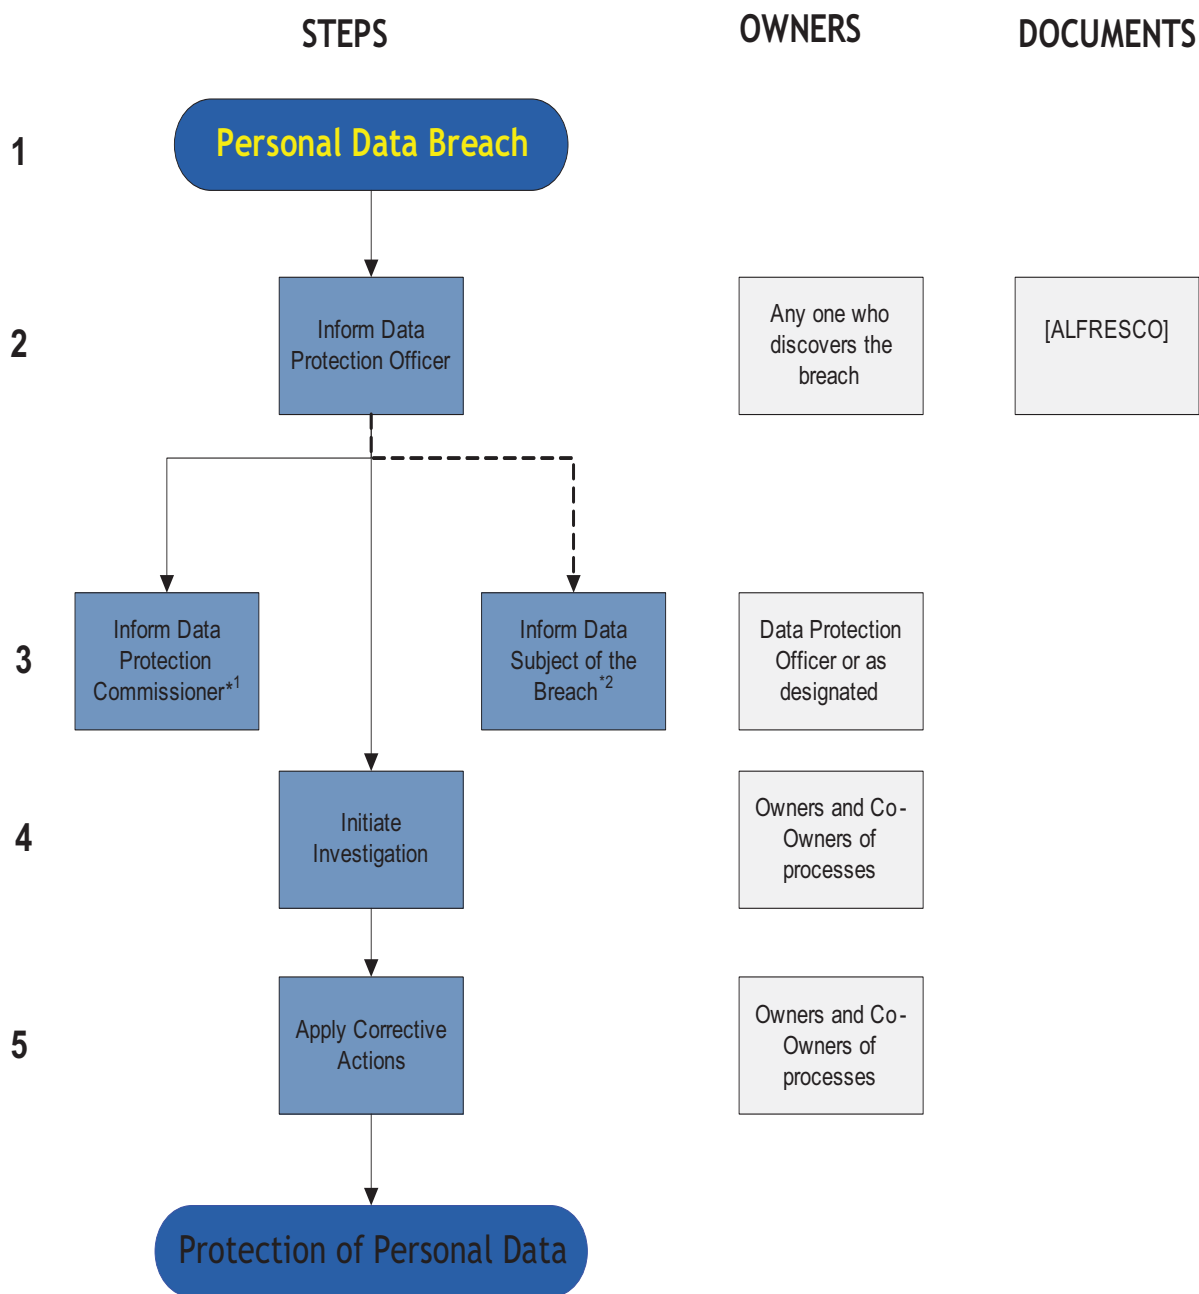 STEPS
OWNERS
DOCUMENTS
1
Personal Data Breach
2
Inform Data
Protection Officer
Any one who
discovers the
breach
[ALFRESCO]
3
Inform Data
Protection
Commissioner*1
Inform Data
Subject of the
Breach*2
Data Protection
Officer or as
designated
4
Initiate
Investigation
Owners and Co-
Owners of
processes
5
Apply Corrective
Actions
Owners and Co-
Owners of
processes
Protection of Personal Data